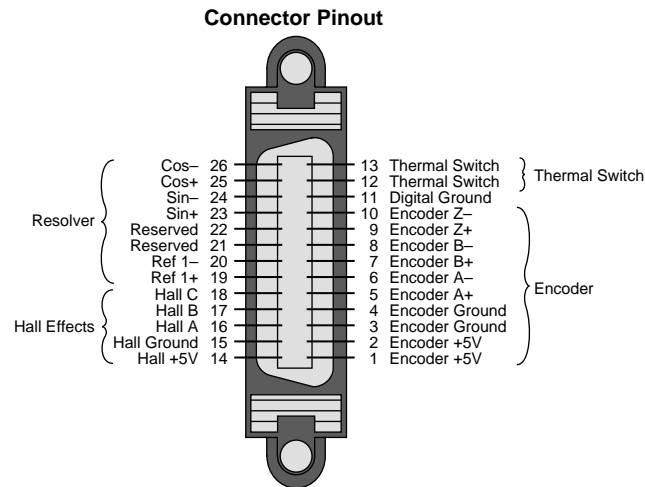 Connector Pinout
Cos– 26
Cos+ 25
Sin– 24
Sin+ 23
Reserved 22
Reserved 21
Ref 1– 20
Ref 1+ 19
Hall C 18
Hall B 17
Hall A 16
Hall Ground 15
Hall +5V 14
Resolver
Hall Effects
13 Thermal Switch
12 Thermal Switch
11 Digital Ground
10 Encoder Z–
9 Encoder Z+
8 Encoder B–
7 Encoder B+
6 Encoder A–
5 Encoder A+
4 Encoder Ground
3 Encoder Ground
2 Encoder +5V
1 Encoder +5V
Thermal Switch
Encoder